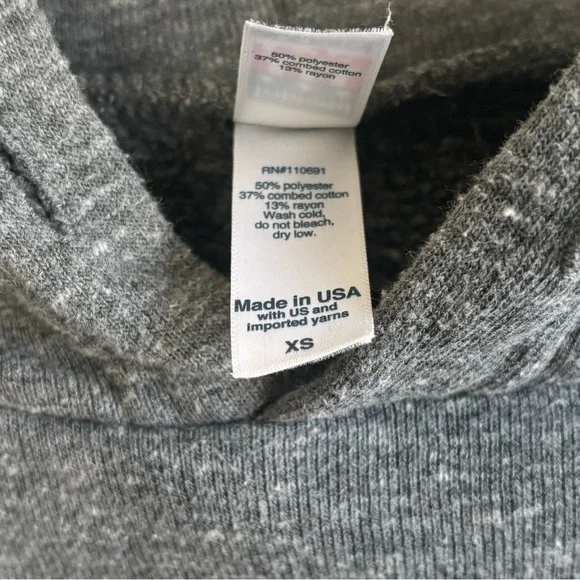 50% polyester
37% combed cotton
13% rayon
RN#110691
50% polyester
37% combed cotton
13% rayon
Wash cold,
do not bleach,
dry low.
Made in USA
with US and
imported yarns
XS